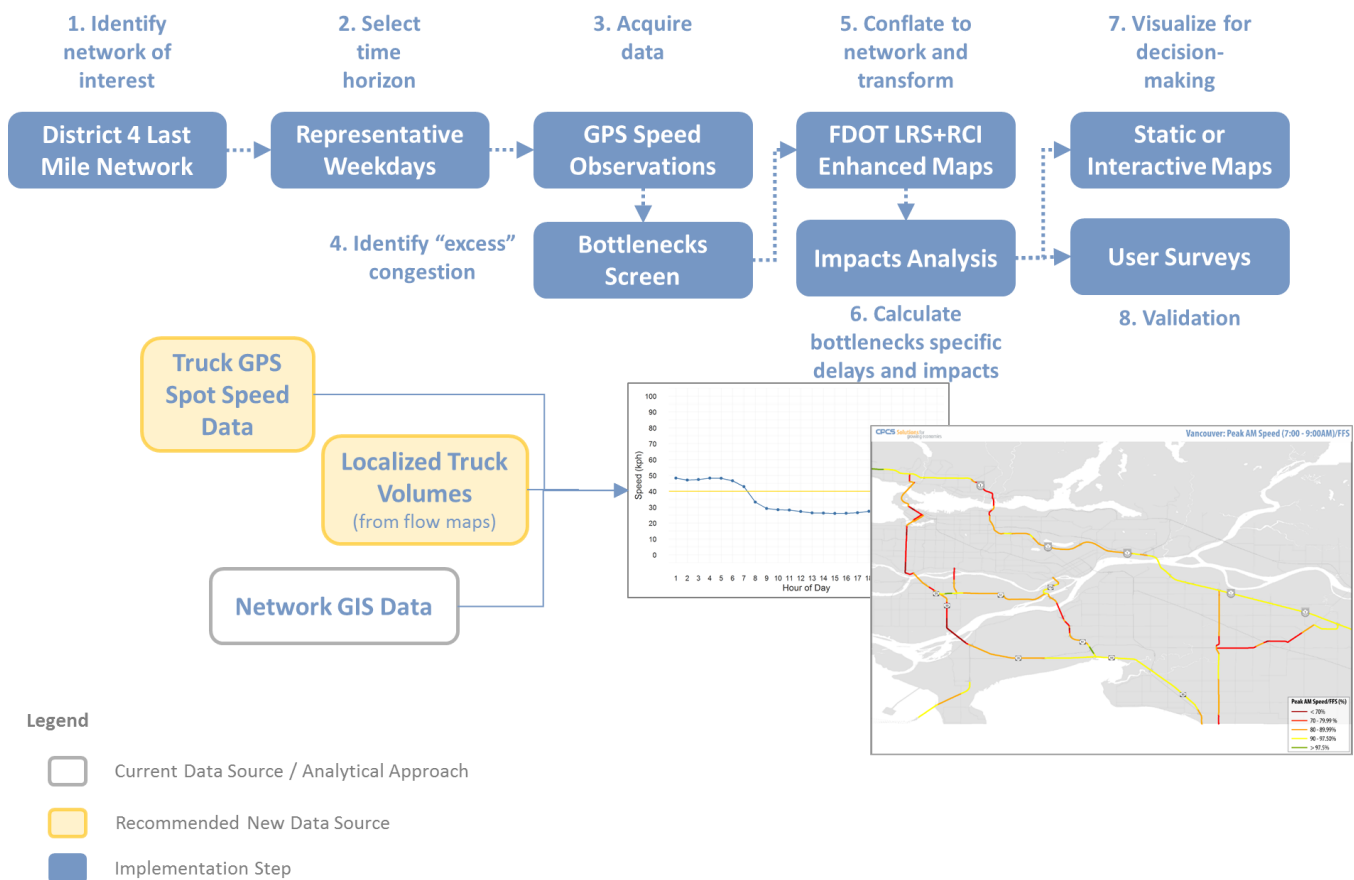 1. Identify
network of
interest
2. Select
time
horizon
3. Acquire
data
5. Conflate to
network and
transform
7. Visualize for
decision-
making
District 4 Last
Mile Network
Representative
Weekdays
GPS Speed
Observations
FDOT LRS+RCI
Enhanced Maps
Static or
Interactive Maps
4. Identify “excess”
congestion
Bottlenecks
Screen
Impacts Analysis
User Surveys
6. Calculate
bottlenecks specific
delays and impacts
8. Validation
Truck GPS
Spot Speed
Data
Localized Truck
Volumes
(from flow maps)
Network GIS Data
100
90
80
70
60
50
40
30
20
10
0
Speed (kph)
1 2 3 4 5 6 7 8 9 10 11 12 13 14 15 16 17
Hour of Day
CPCS Solutions for
Vancouver: Peak AM Speed (7:00 - 9:00AM)/FFS
Peak AM Speed/FFS (%)
< 70%
70 - 79.99 %
80 - 89.99%
90 - 97.50%
> 97.5%
Legend
Current Data Source / Analytical Approach
Recommended New Data Source
Implementation Step